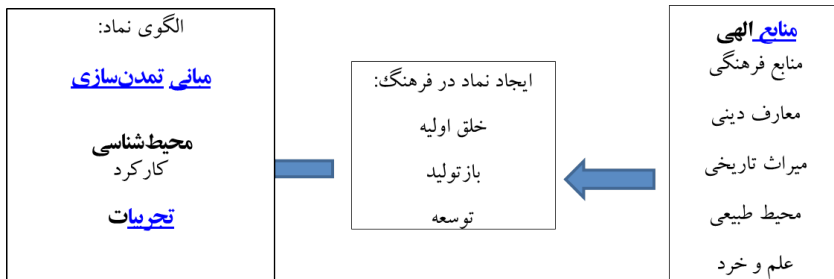 منابع الهی
منابع فرهنگی
معارف دینی
میراث تاریخی
محیط طبیعی
علم و خرد
ایجاد نماد در فرهنگ:
خلق اولیه
بازتولید
توسعه
الگوی نماد:
مبانی تمدن‌سازی
محیط‌شناسی
کارکرد
تجربیات